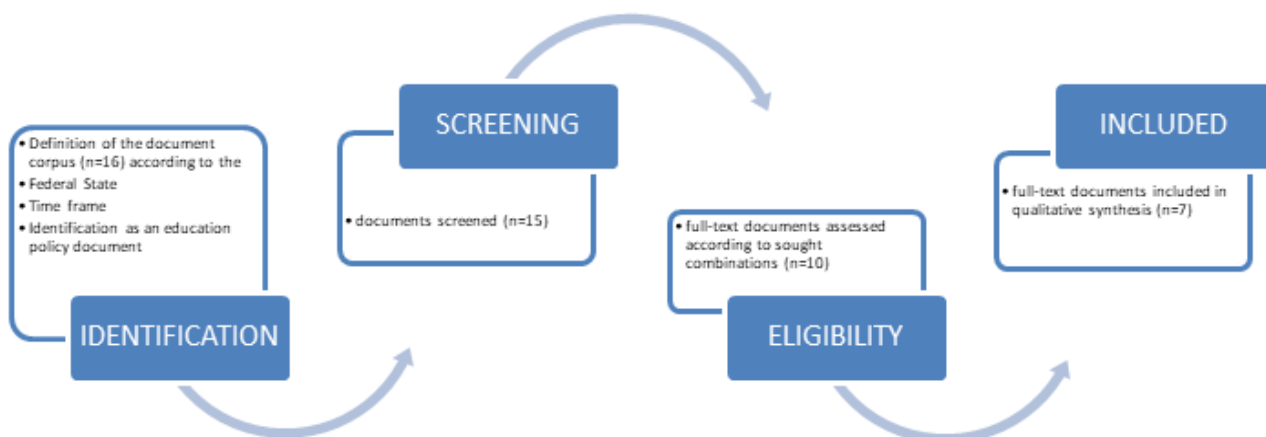 • Definition of the document
corpus (n=16) according to the
• Federal State
• Time frame
• Identification as an education
policy document
IDENTIFICATION
SCREENING
• documents screened (n=15)
• full-text documents assessed
according to sought
combinations (n=10)
ELIGIBILITY
INCLUDED
• full-text documents included in
qualitative synthesis (n=7)